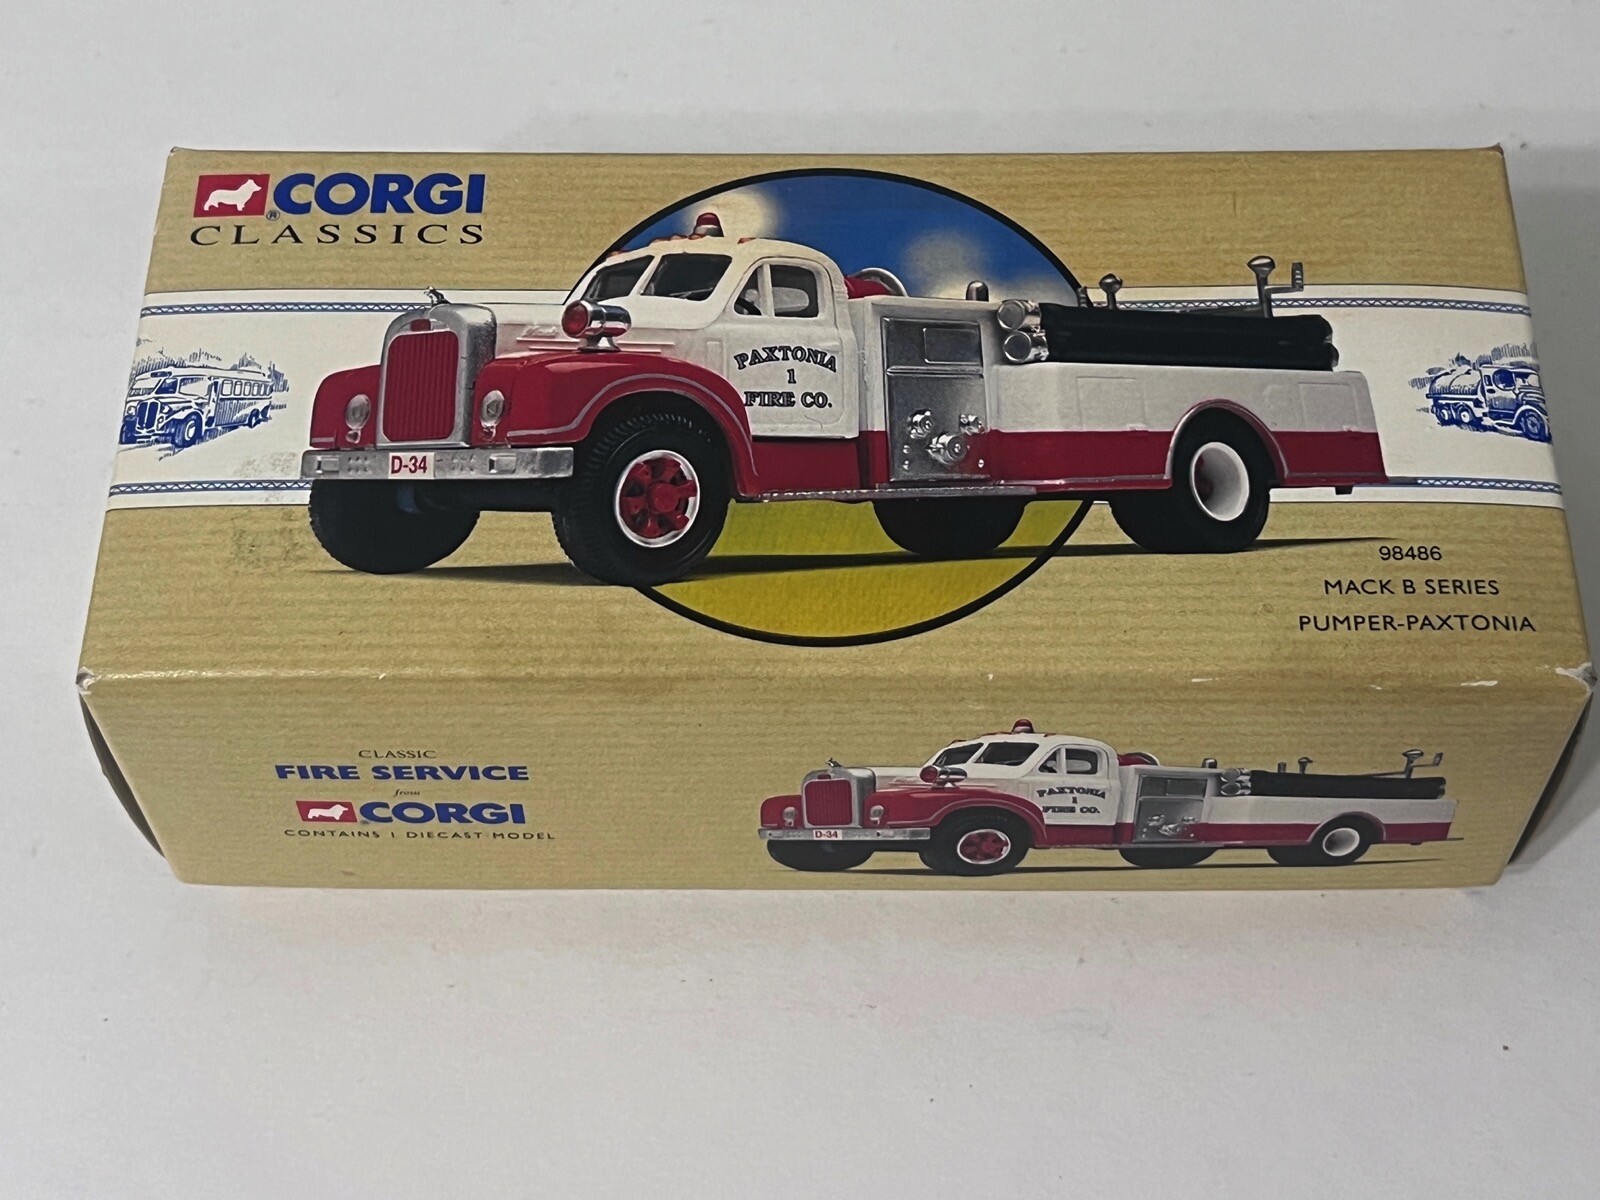 CORGI
®
CLASSICS
PAXTONIA
1
FIRE CO.
D-34
98486
MACK B SERIES
PUMPER-PAXTONIA
CLASSIC
FIRE SERVICE
from
CORGI
CONTAINS 1 DIECAST MODEL
PAXTONIA
1
FIRE CO.
D-34